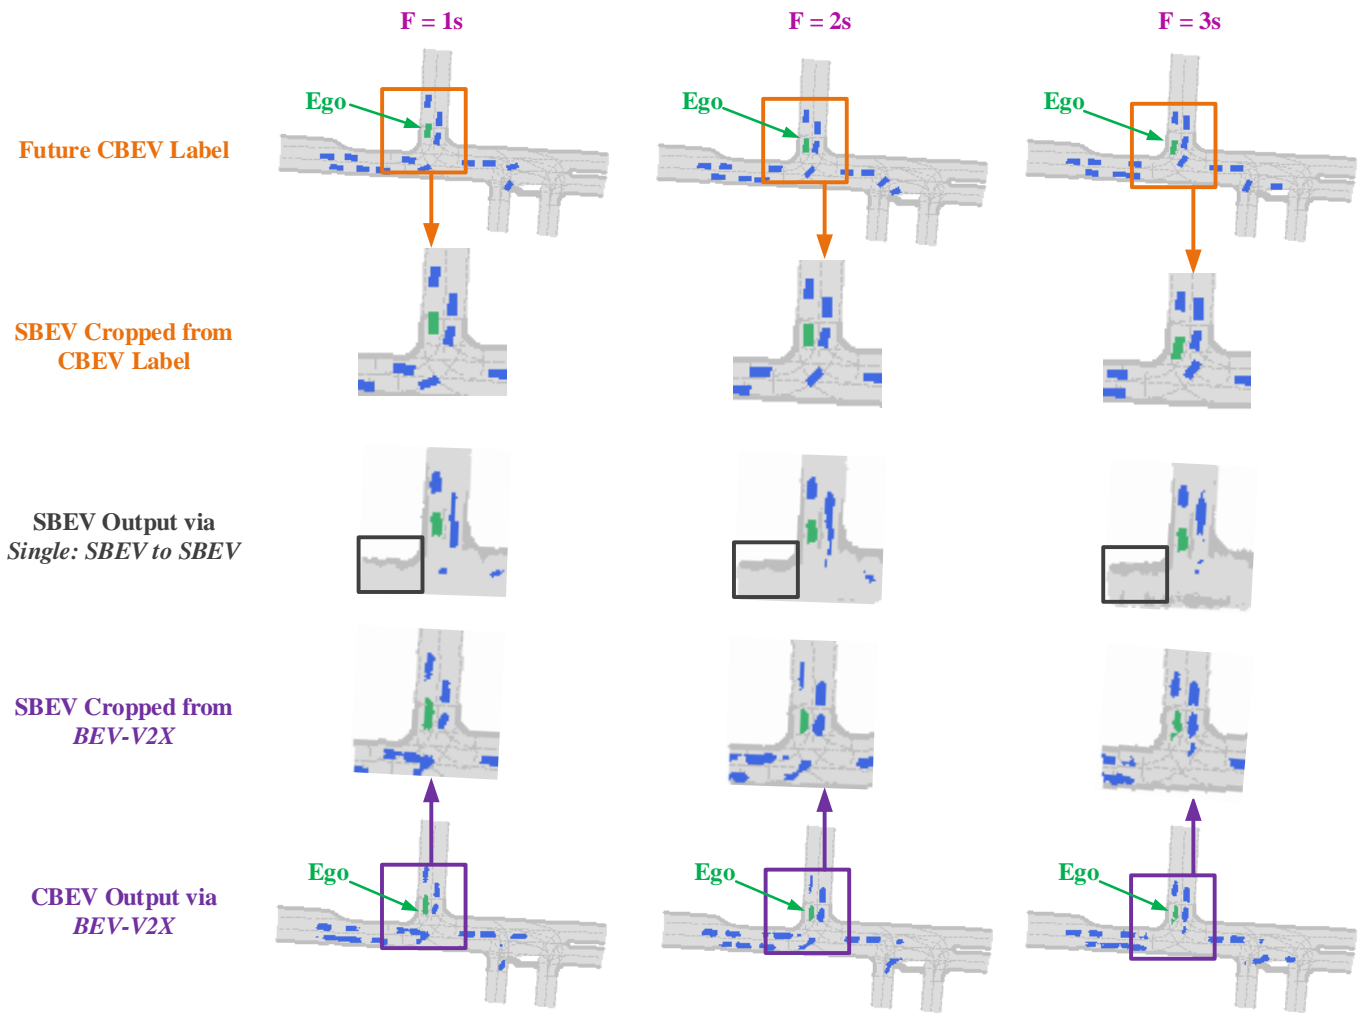 F = 1s
F = 2s
F = 3s
Ego
Ego
Ego
Future CBEV Label
SBEV Cropped from
CBEV Label
SBEV Output via
Single: SBEV to SBEV
SBEV Cropped from
BEV-V2X
Ego
Ego
Ego
CBEV Output via
BEV-V2X